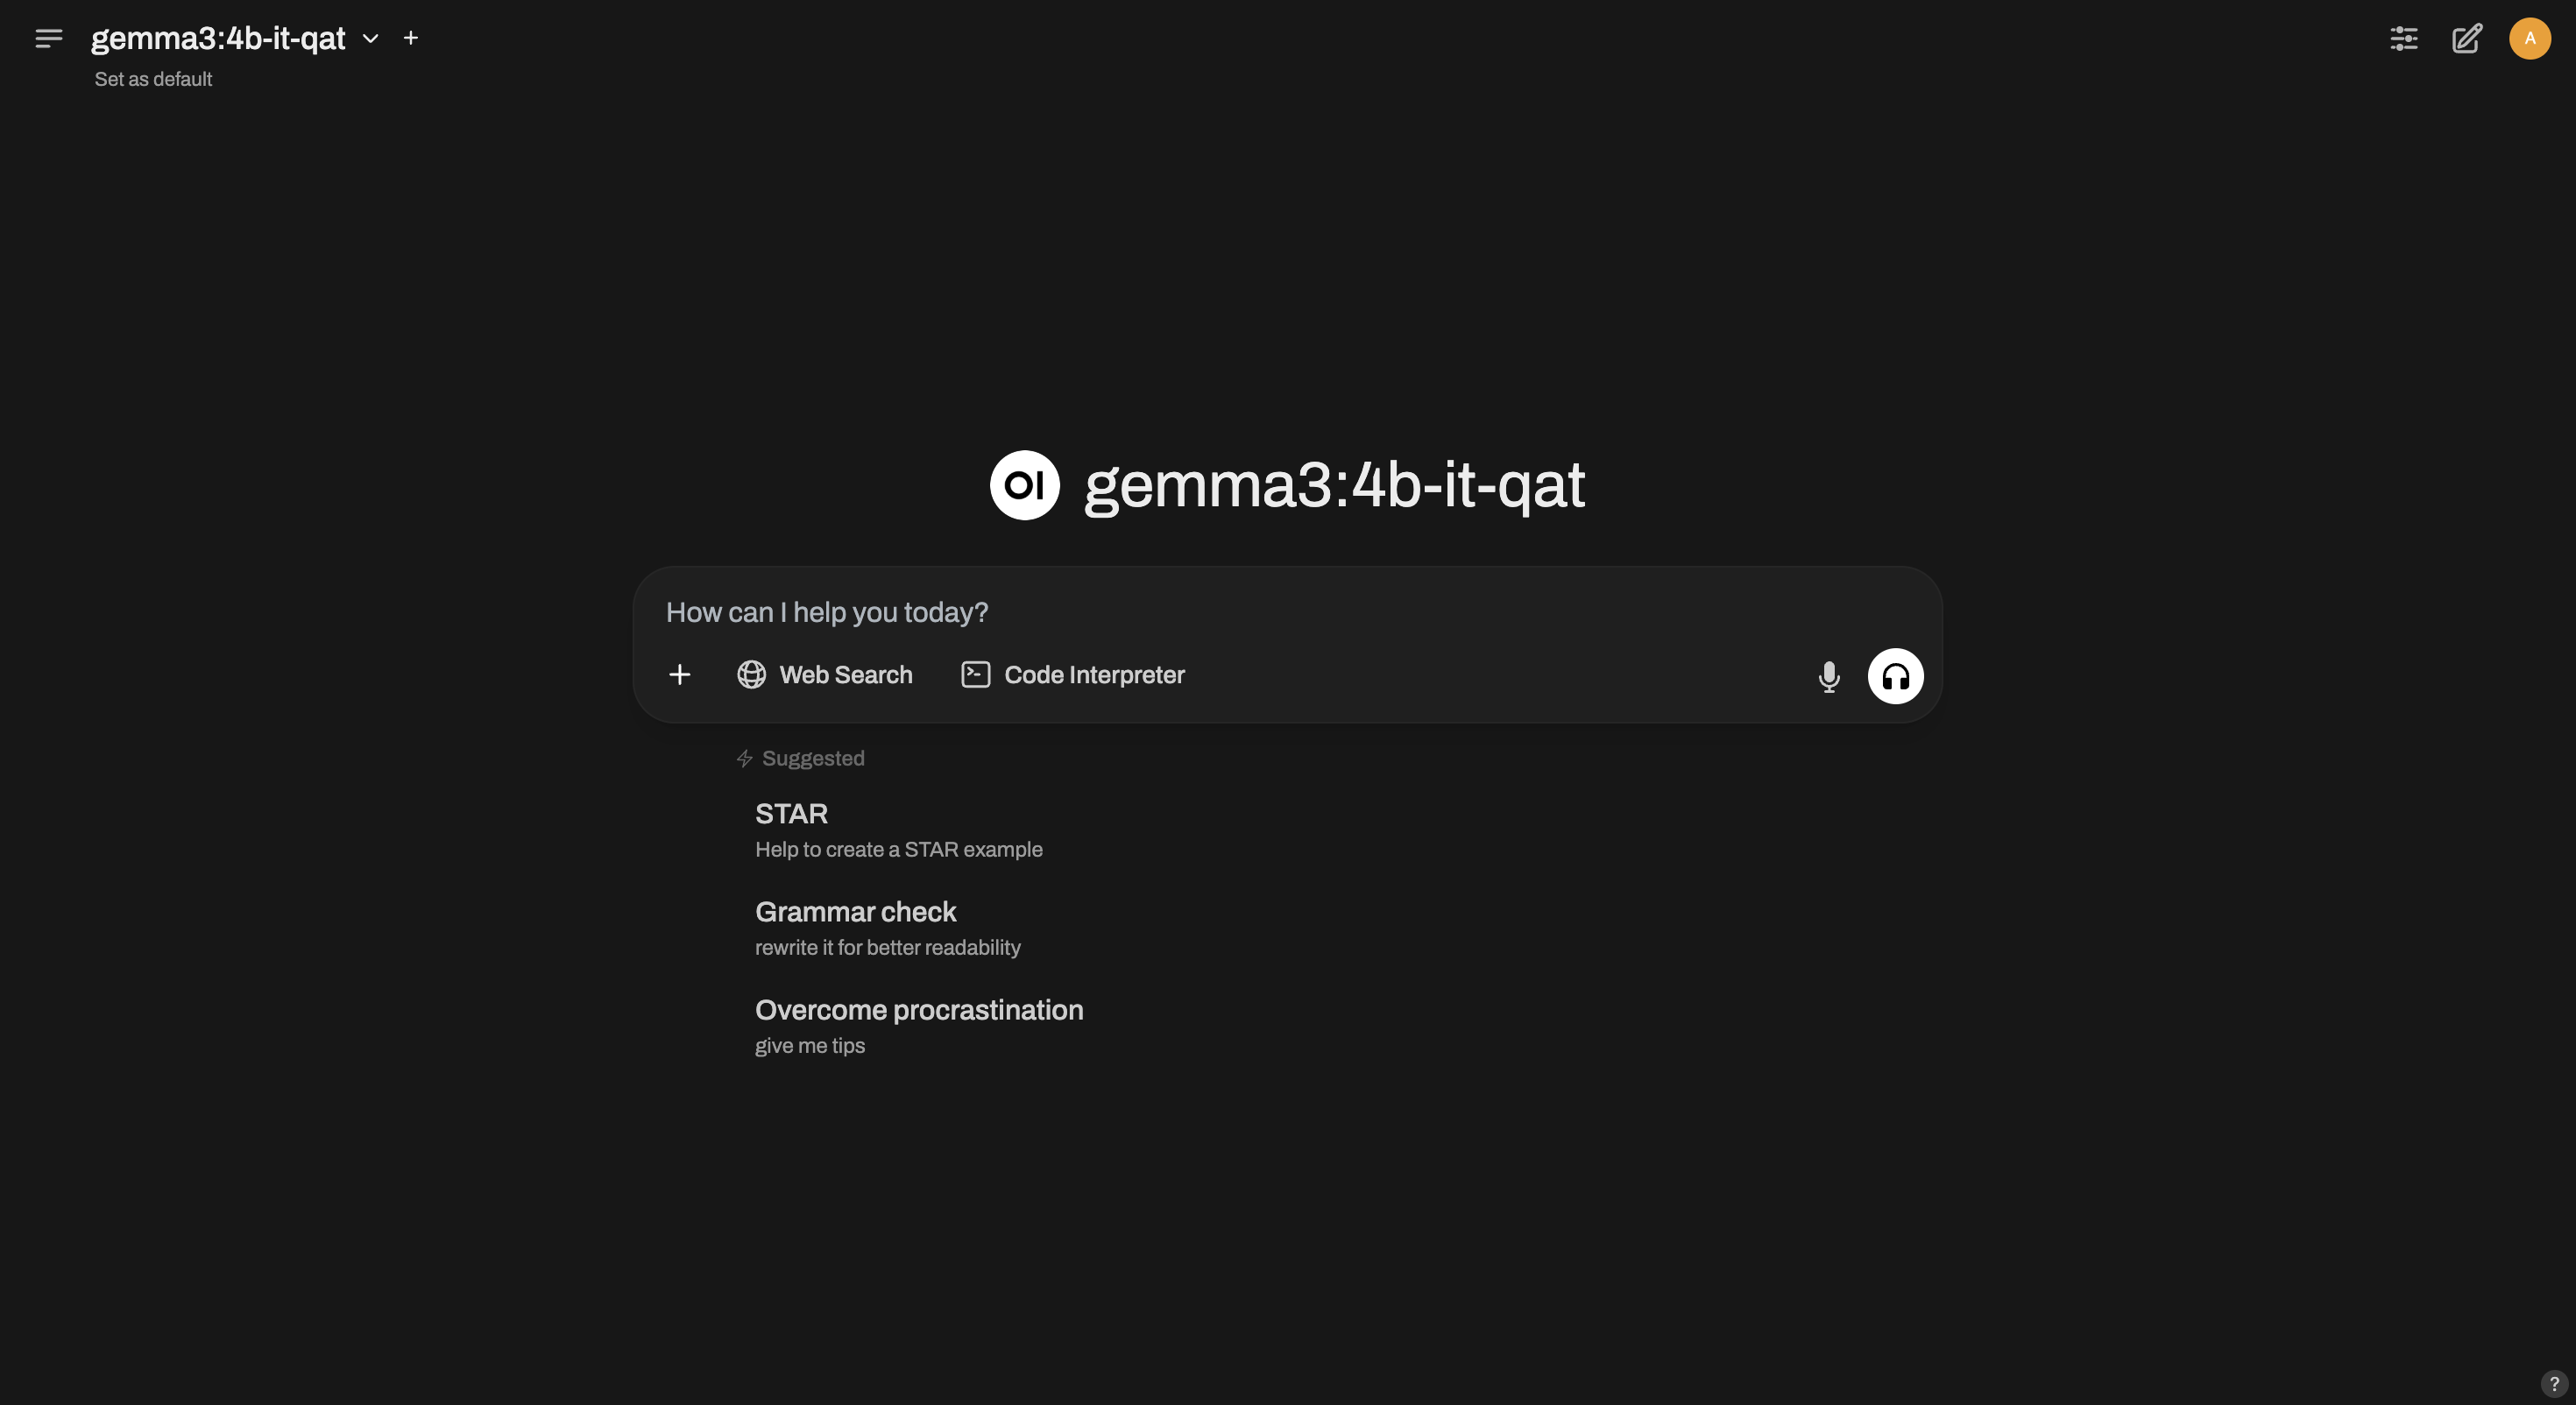 gemma3:4b-it-qat
Set as default
A
OI gemma3:4b-it-qat
How can I help you today?
Web Search Code Interpreter
Suggested
STAR
Help to create a STAR example
Grammar check
rewrite it for better readability
Overcome procrastination
give me tips
?